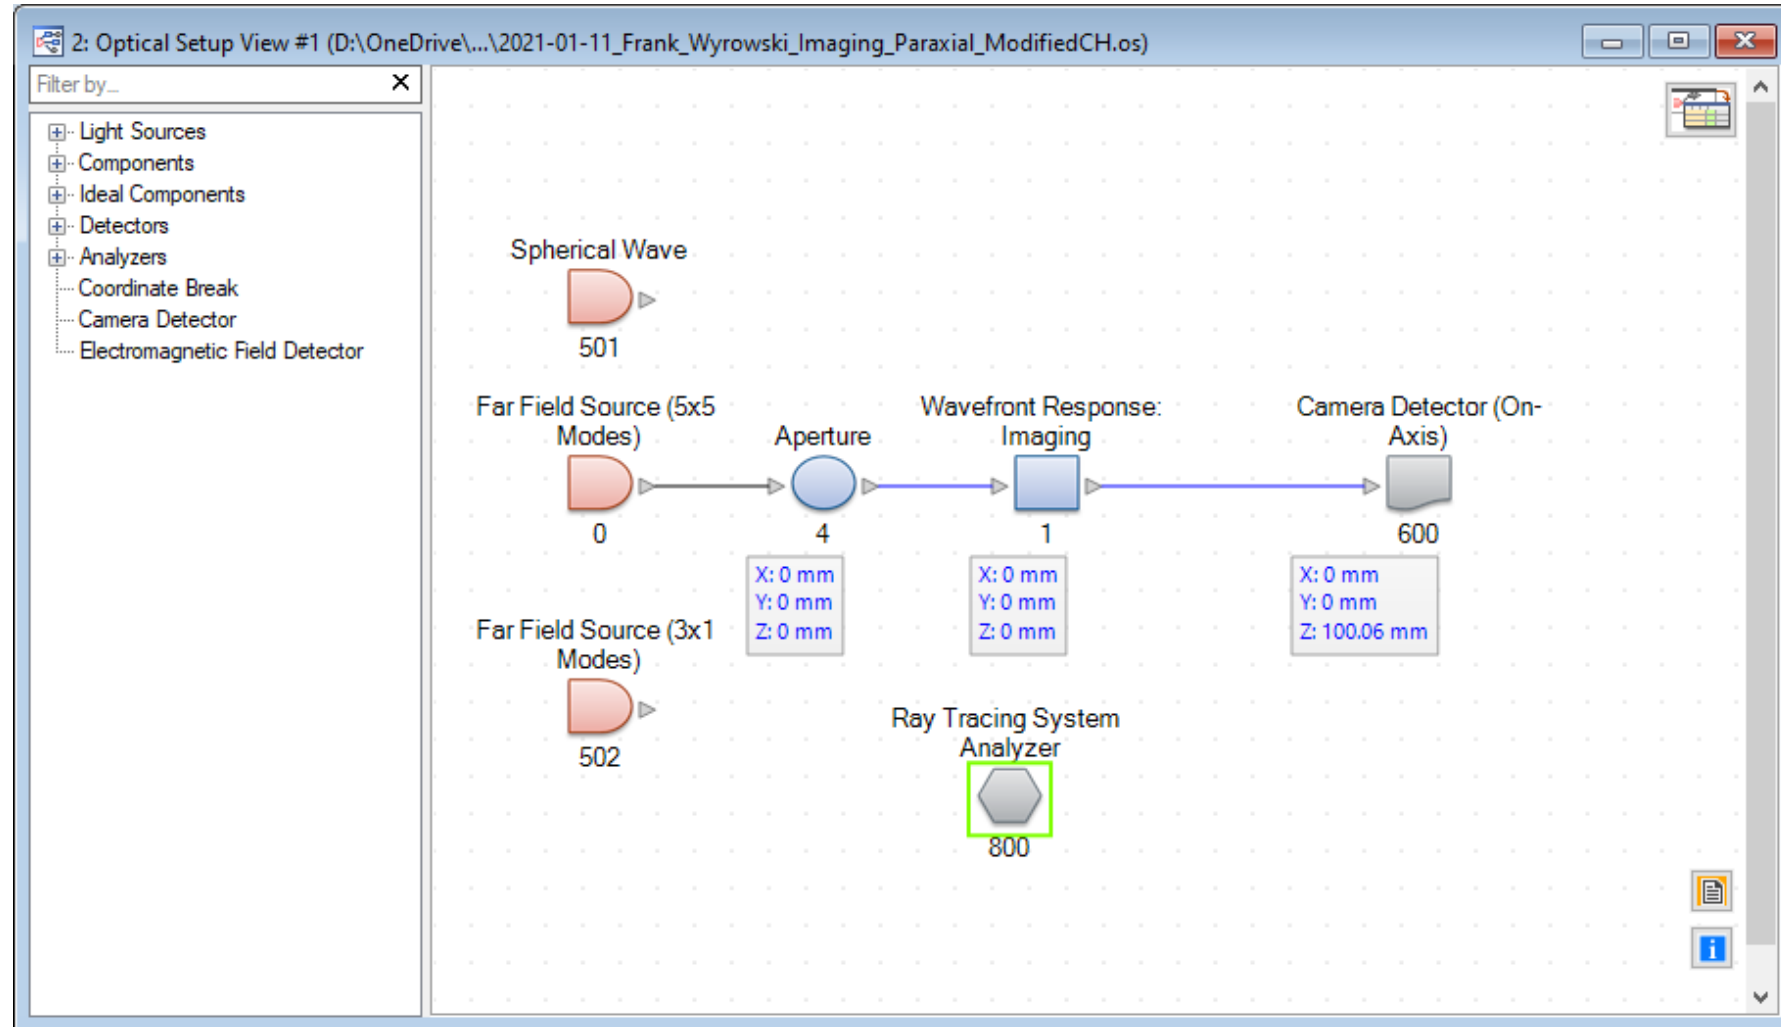 2: Optical Setup View #1 (D:\OneDrive\...\2021-01-11_Frank_Wyrowski_Imaging_Paraxial_ModifiedCH.os)
Filter by...
Light Sources
Components
Ideal Components
Detectors
Analyzers
Coordinate Break
Camera Detector
Electromagnetic Field Detector
Spherical Wave
501
Far Field Source (5x5
Modes)
0
Aperture
4
X: 0 mm
Y: 0 mm
Z: 0 mm
Wavefront Response:
Imaging
1
X: 0 mm
Y: 0 mm
Z: 0 mm
Camera Detector (On-
Axis)
600
X: 0 mm
Y: 0 mm
Z: 100.06 mm
Far Field Source (3x1
Modes)
502
Ray Tracing System
Analyzer
800